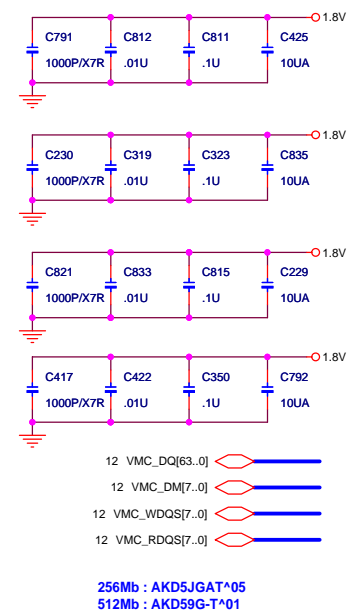 1.8V
C791 C812 C811 C425
1000P/X7R .01U .1U 10UA
1.8V
C230 C319 C323 C835
1000P/X7R .01U .1U 10UA
1.8V
C821 C833 C815 C229
1000P/X7R .01U .1U 10UA
1.8V
C417 C422 C350 C792
1000P/X7R .01U .1U 10UA
12 VMC_DQ[63..0]
12 VMC_DM[7..0]
12 VMC_WDQS[7..0]
12 VMC_RDQS[7..0]
256Mb : AKD5JGAT^05
512Mb : AKD59G-T^01